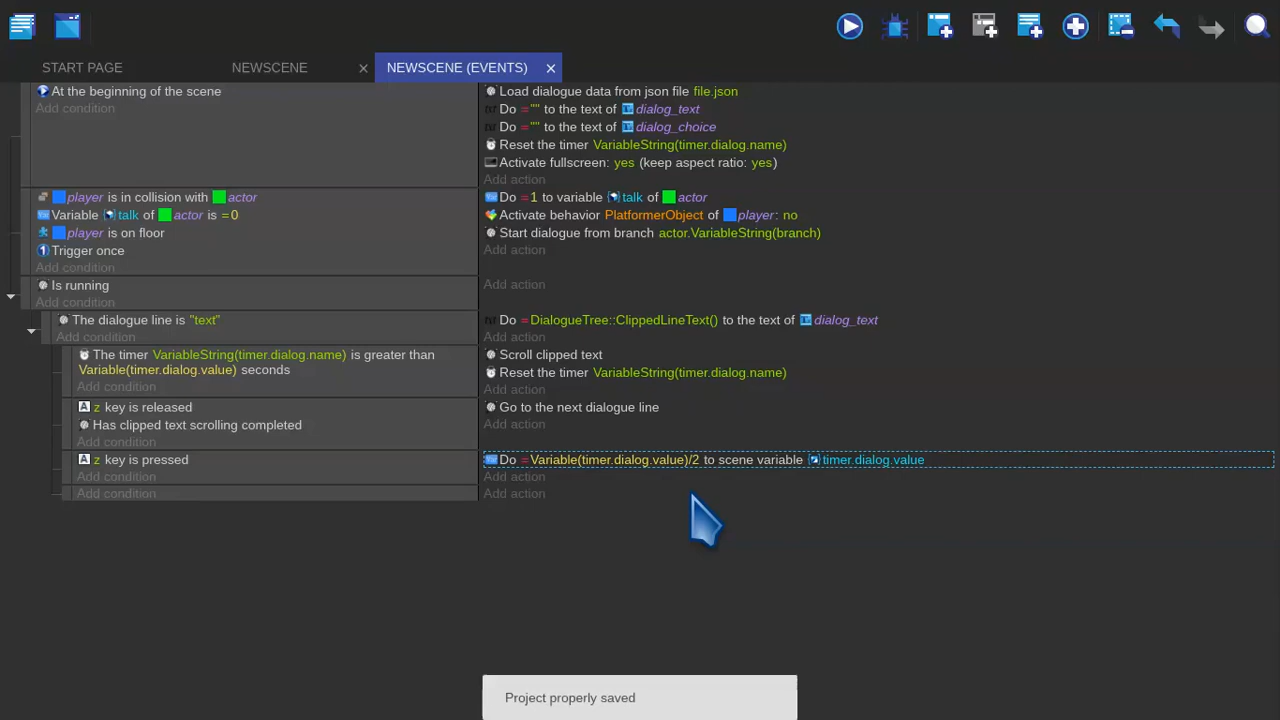 START PAGE
NEWSCENE
NEWSCENE (EVENTS)
At the beginning of the scene
Add condition
Load dialogue data from json file file.json
Do ="" to the text of dialog_text
Do ="" to the text of dialog_choice
Reset the timer VariableString(timer.dialog.name)
Activate fullscreen: yes (keep aspect ratio: yes)
Add action
player is in collision with actor
Variable talk of actor is =0
player is on floor
Trigger once
Add condition
Do =1 to variable talk of actor
Activate behavior PlatformerObject of player: no
Start dialogue from branch actor.VariableString(branch)
Add action
Is running
Add condition
Add action
The dialogue line is "text"
Add condition
Do =DialogueTree::ClippedLineText() to the text of dialog_text
Add action
The timer VariableString(timer.dialog.name) is greater than
Variable(timer.dialog.value) seconds
Add condition
Scroll clipped text
Reset the timer VariableString(timer.dialog.name)
Add action
z key is released
Has clipped text scrolling completed
Add condition
Go to the next dialogue line
Add action
z key is pressed
Add condition
Do =Variable(timer.dialog.value)/2 to scene variable timer.dialog.value
Add action
Add condition
Add action
Project properly saved